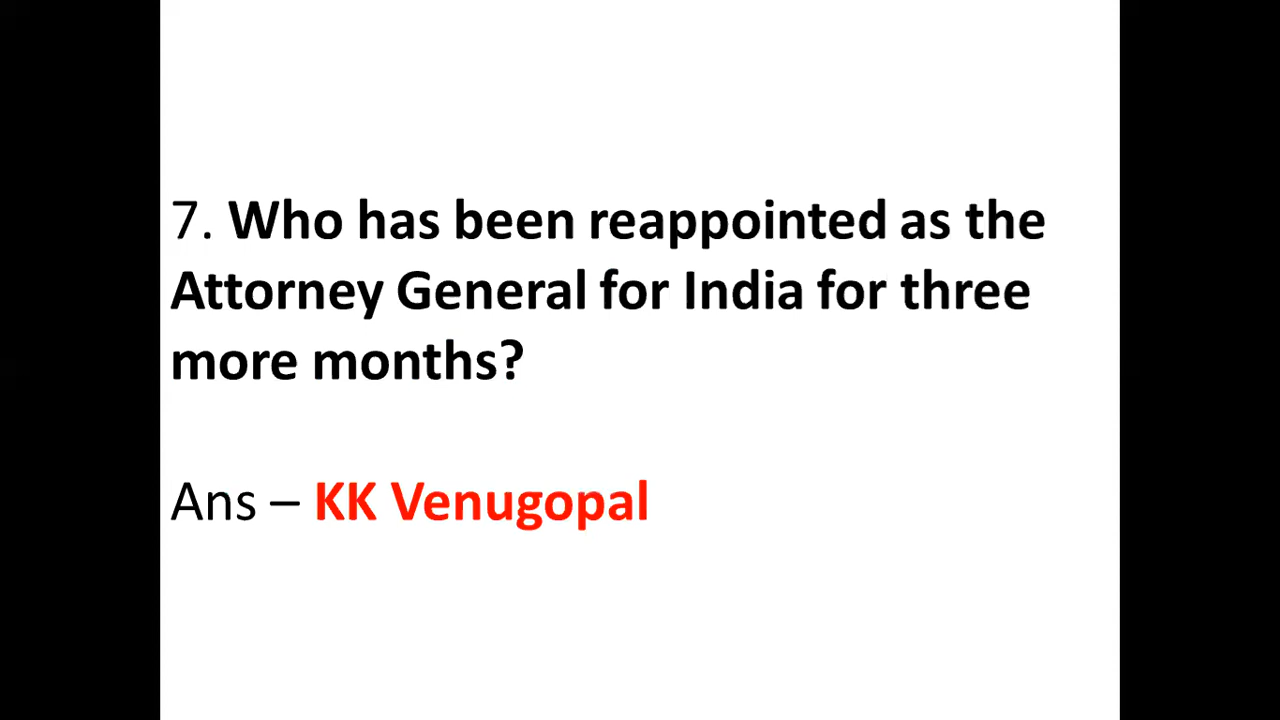 7. Who has been reappointed as the
Attorney General for India for three
more months?
Ans – KK Venugopal